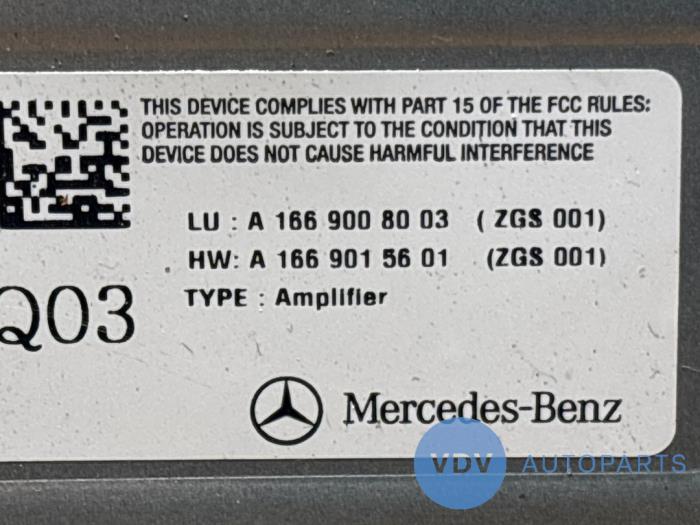 THIS DEVICE COMPLIES WITH PART 15 OF THE FCC RULES:
OPERATION IS SUBJECT TO THE CONDITION THAT THIS
DEVICE DOES NOT CAUSE HARMFUL INTERFERENCE
LU : A 166 900 80 03 ( ZGS 001)
HW: A 166 901 56 01 (ZGS 001)
Q03
TYPE : Amplifier
Mercedes-Benz
VDV AUTOPARTS